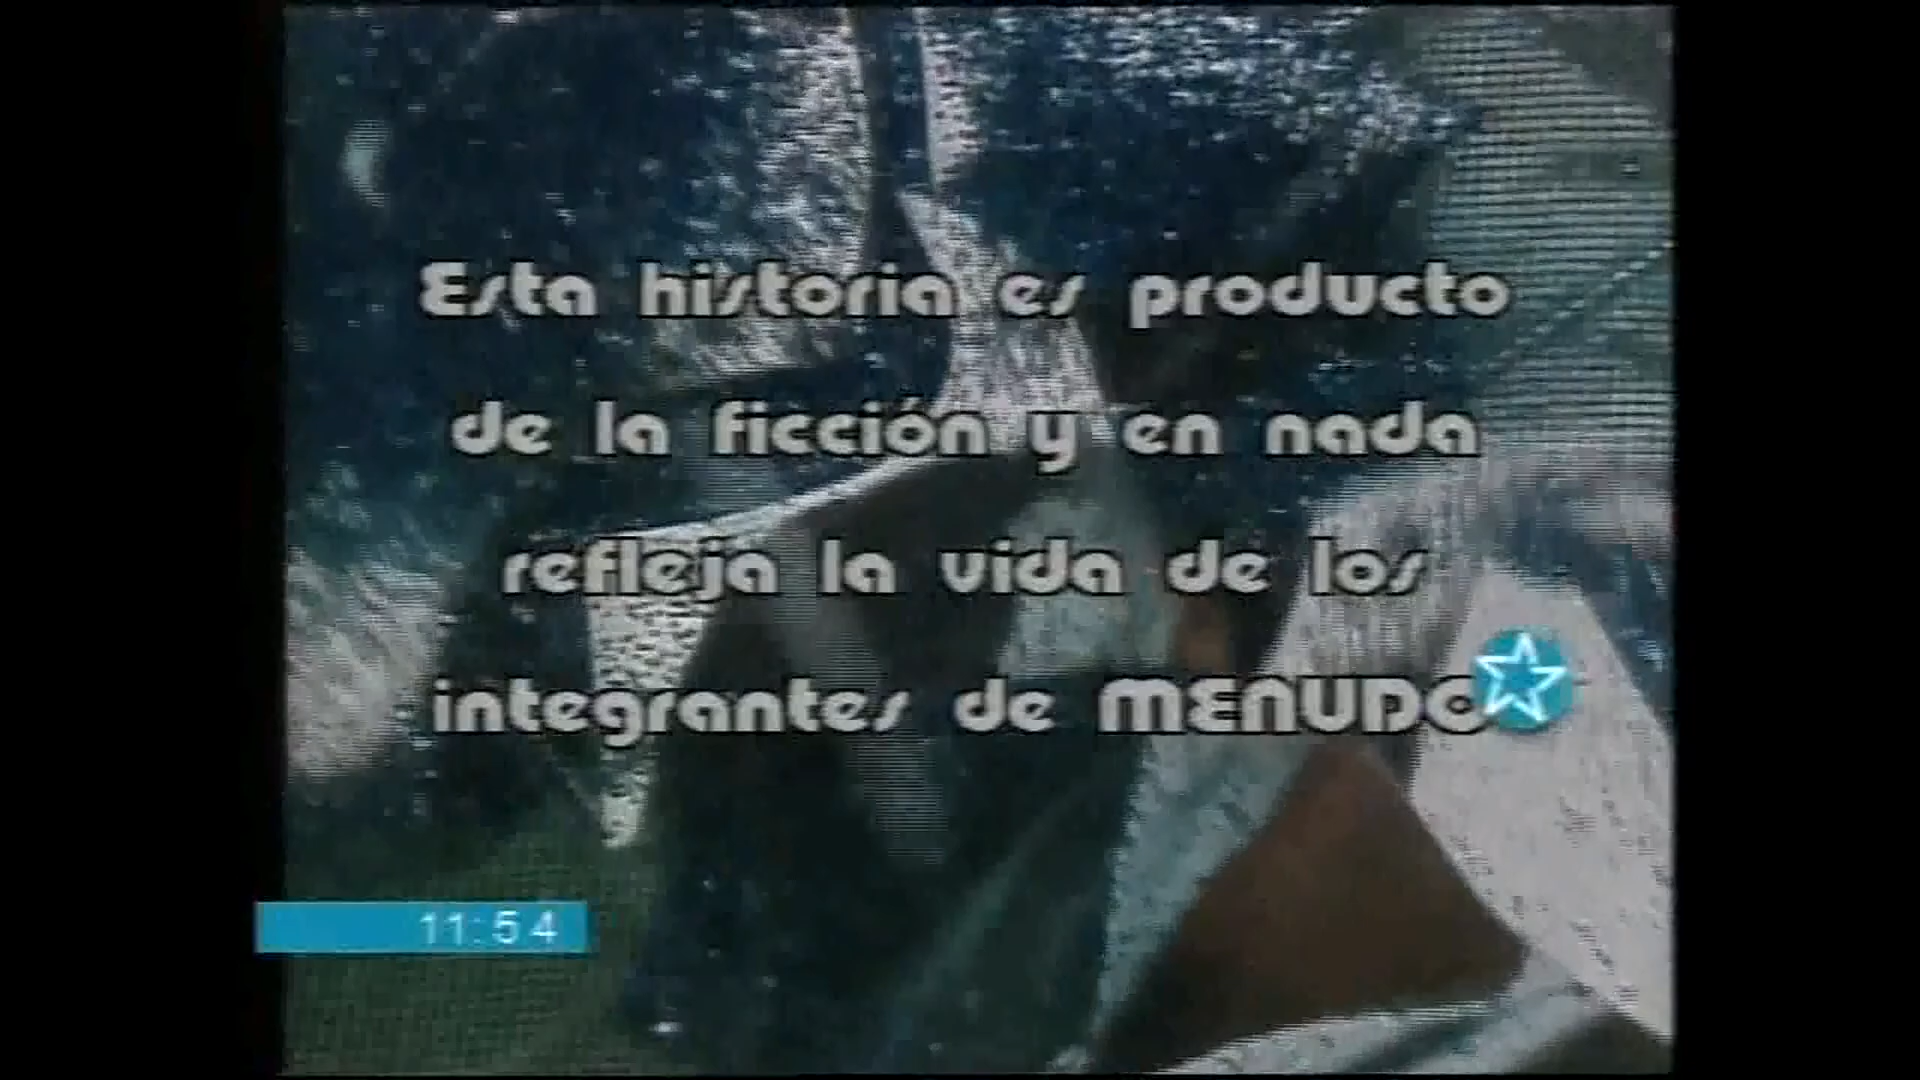 Esta historia es producto
de la ficción y en nada
refleja la vida de los
integrantes de MENUDO
11:54